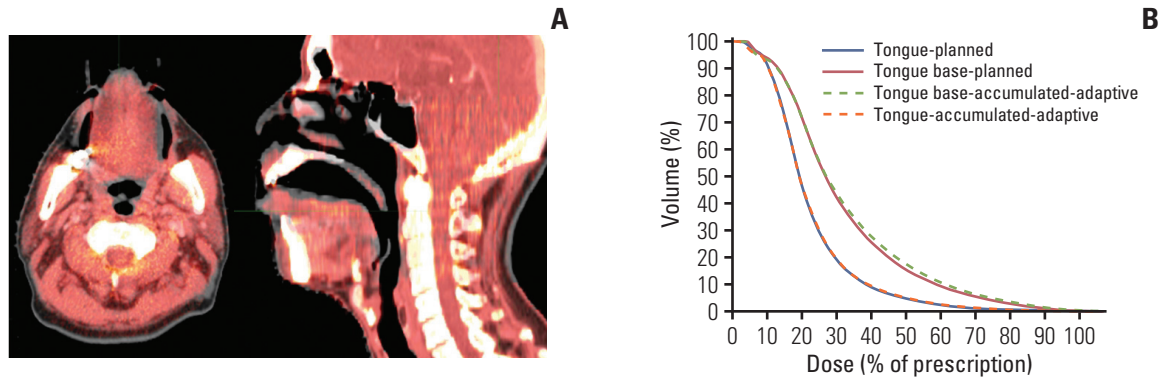 A
B
Tongue-planned
Tongue base-planned
Tongue base-accumulated-adaptive
Tongue-accumulated-adaptive
Volume (%)
100
90
80
70
60
50
40
30
20
10
0
0 10 20 30 40 50 60 70 80 90 100
Dose (% of prescription)